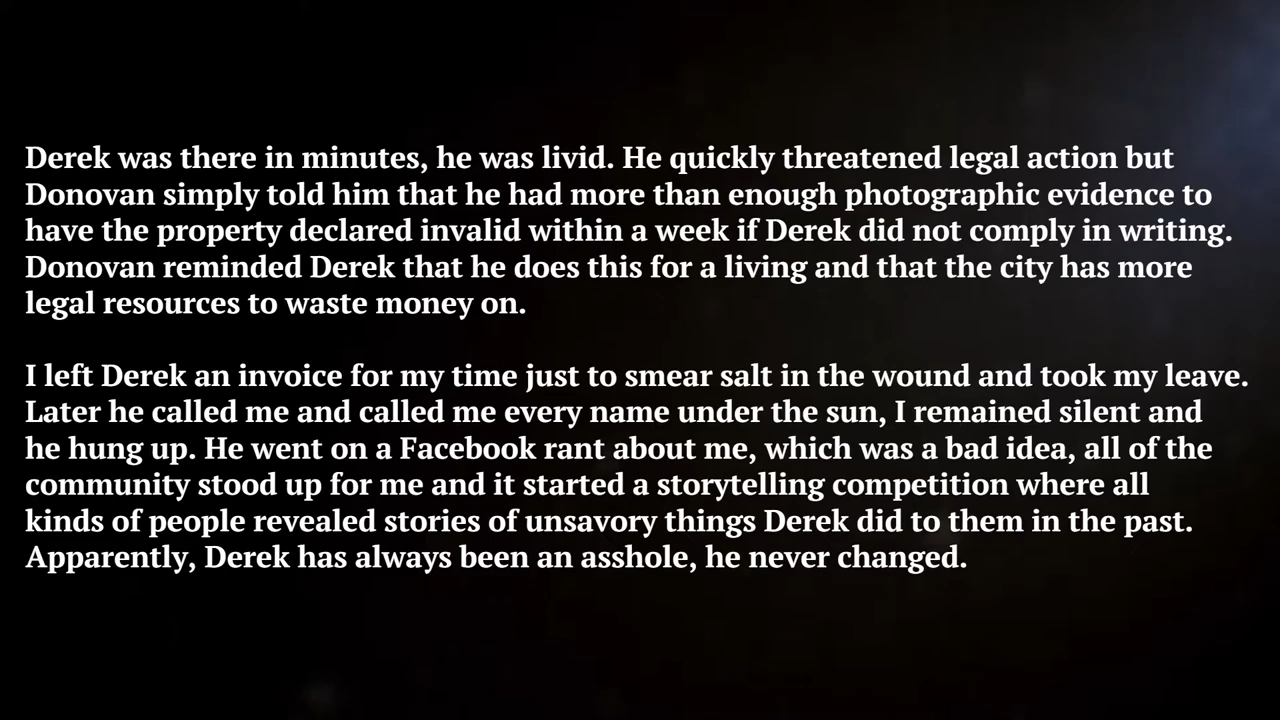 Derek was there in minutes, he was livid. He quickly threatened legal action but
Donovan simply told him that he had more than enough photographic evidence to
have the property declared invalid within a week if Derek did not comply in writing.
Donovan reminded Derek that he does this for a living and that the city has more
legal resources to waste money on.
I left Derek an invoice for my time just to smear salt in the wound and took my leave.
Later he called me and called me every name under the sun, I remained silent and
he hung up. He went on a Facebook rant about me, which was a bad idea, all of the
community stood up for me and it started a storytelling competition where all
kinds of people revealed stories of unsavory things Derek did to them in the past.
Apparently, Derek has always been an asshole, he never changed.